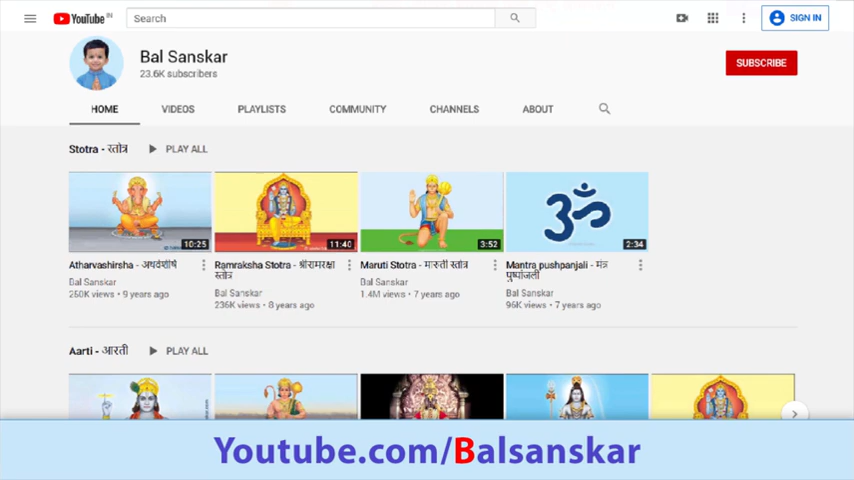 YouTube IN
Search
SIGN IN
Bal Sanskar
23.6K subscribers
SUBSCRIBE
HOME VIDEOS PLAYLISTS COMMUNITY CHANNELS ABOUT
Stotra - स्तोत्र PLAY ALL
10:25 11:40 3:52 2:34
ॐ
Atharvashirsha - अथर्वशीर्ष
Bal Sanskar
250K views • 9 years ago
Ramraksha Stotra - श्रीरामरक्षा
स्तोत्र
Bal Sanskar
236K views • 8 years ago
Maruti Stotra - मारुती स्तोत्र
Bal Sanskar
1.4M views • 7 years ago
Mantra pushpanjali - मंत्र
पुष्पांजली
Bal Sanskar
96K views • 7 years ago
Aarti - आरती PLAY ALL
Youtube.com/Balsanskar